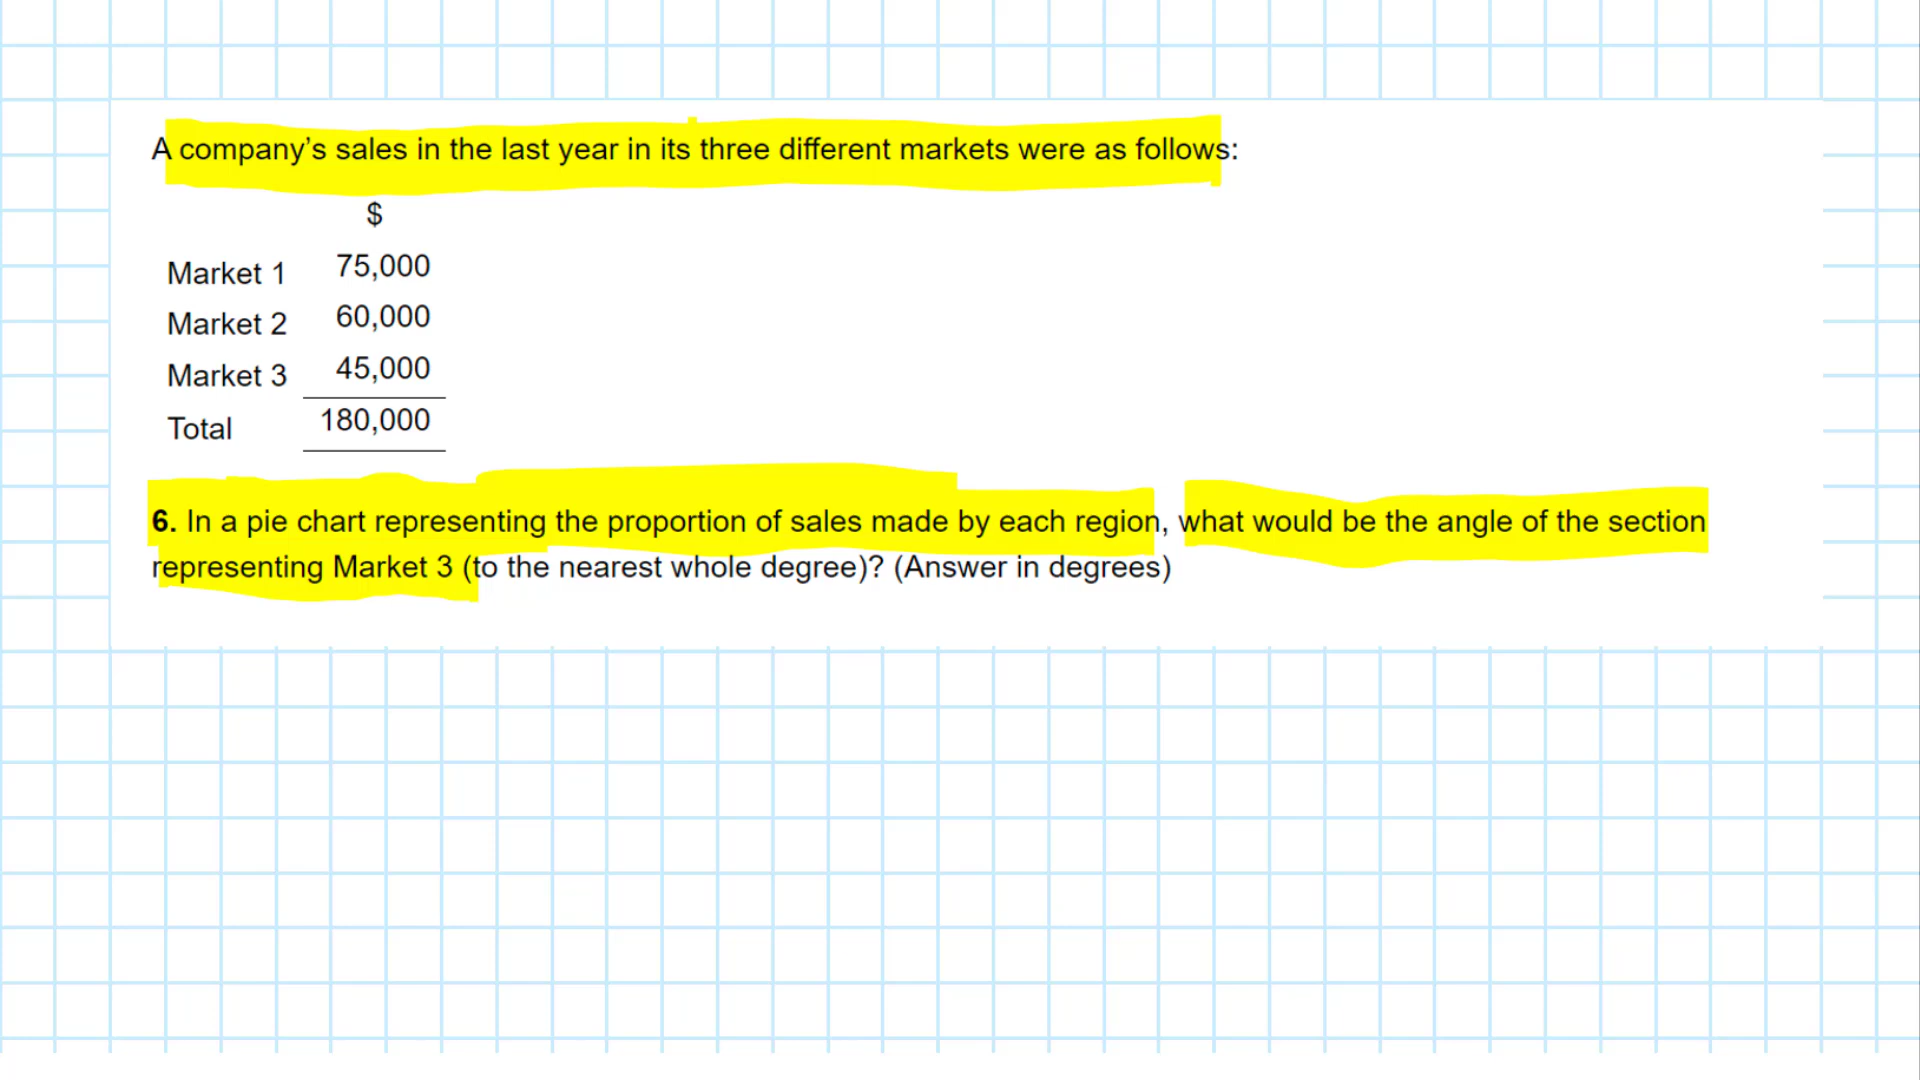 A company’s sales in the last year in its three different markets were as follows:
$
Market 1 75,000
Market 2 60,000
Market 3 45,000
Total 180,000
6. In a pie chart representing the proportion of sales made by each region, what would be the angle of the section
representing Market 3 (to the nearest whole degree)? (Answer in degrees)